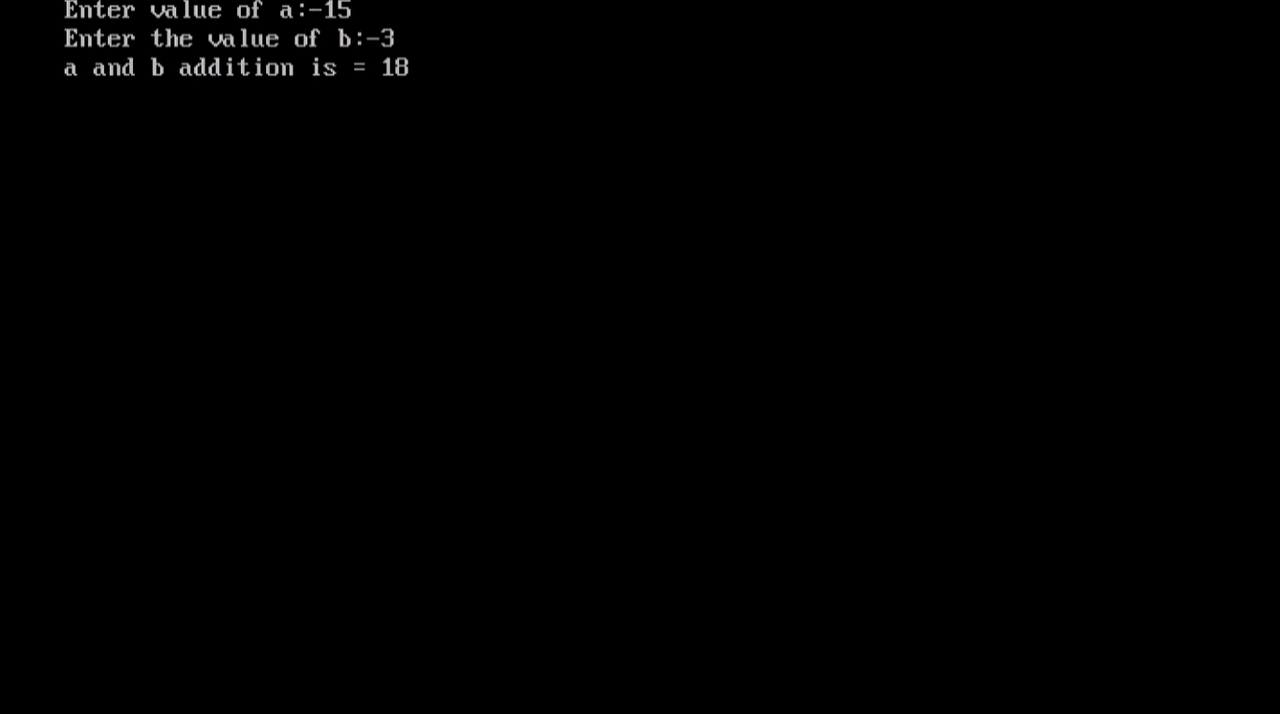 Enter value of a:-15
Enter the value of b:-3
a and b addition is = 18